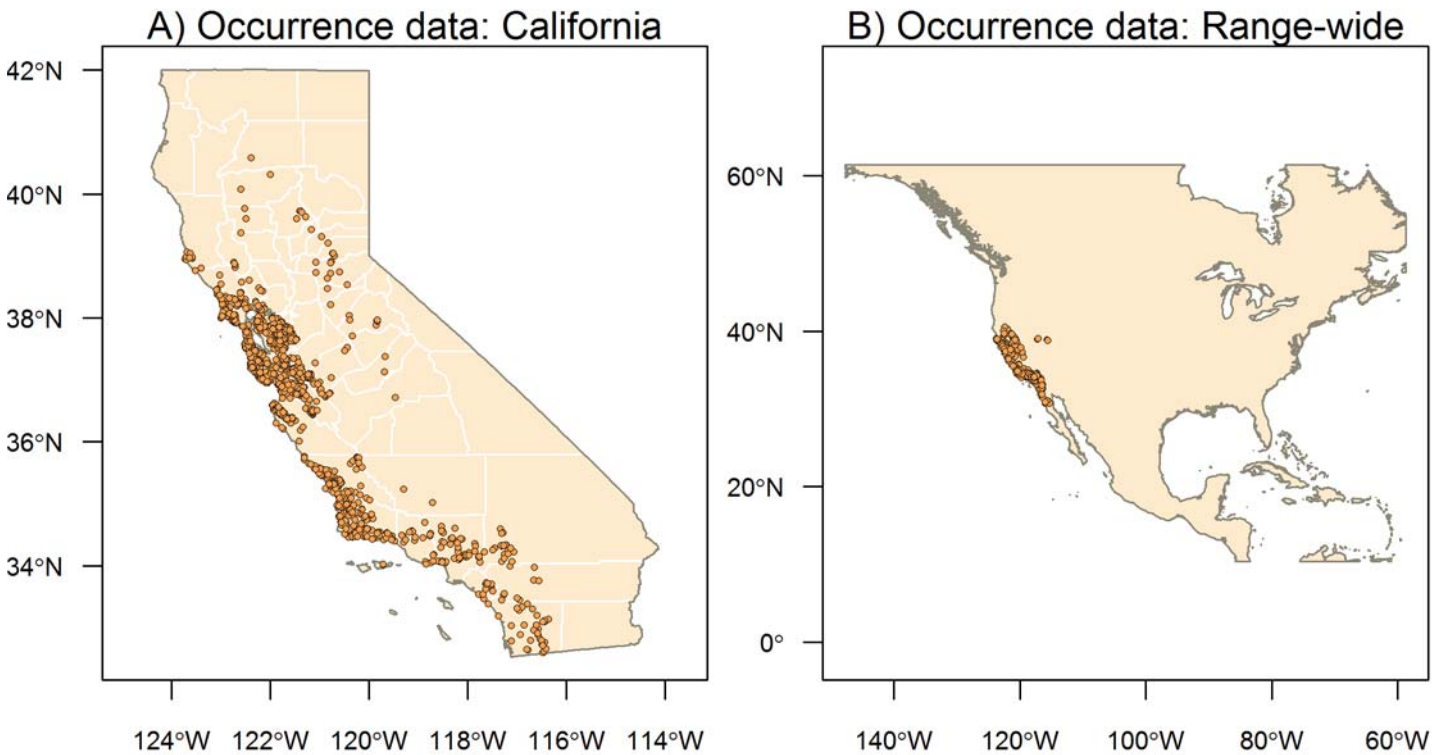 A) Occurrence data: California
42°N
40°N
38°N
36°N
34°N
124°W 122°W 120°W 118°W 116°W 114°W
B) Occurrence data: Range-wide
60°N
40°N
20°N
0°
140°W 120°W 100°W 80°W 60°W